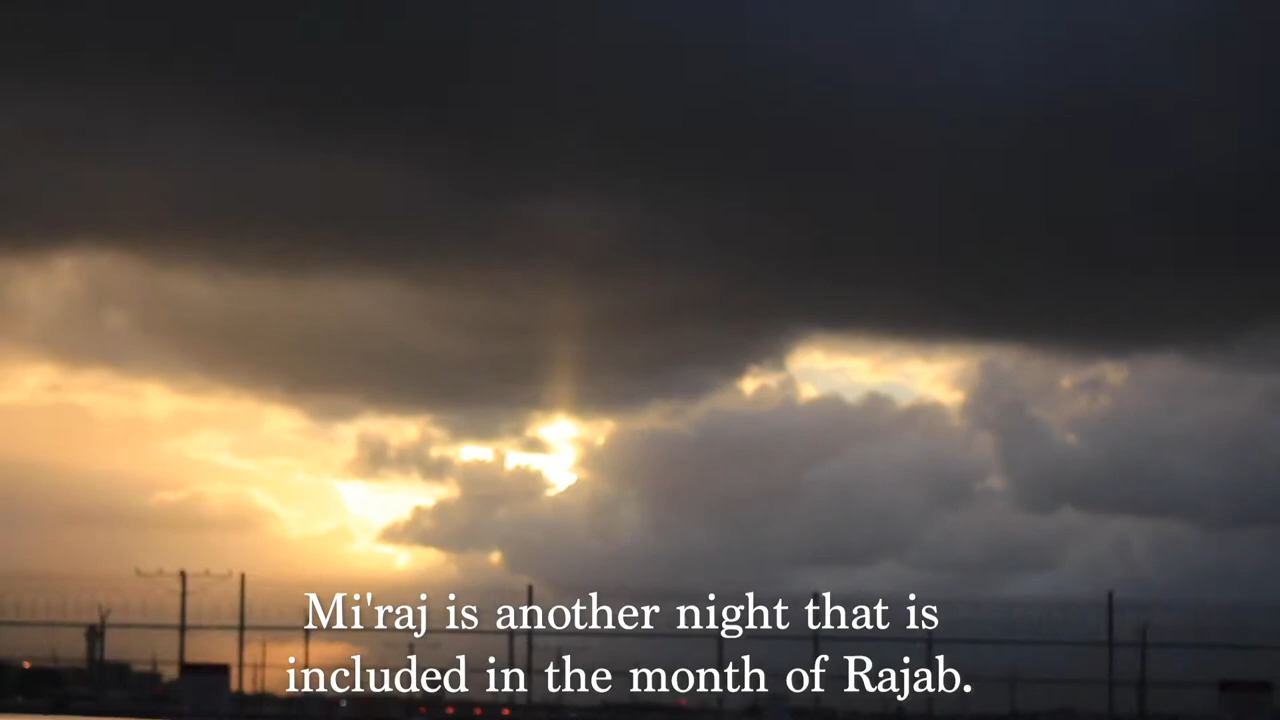 Mi'raj is another night that is
included in the month of Rajab.